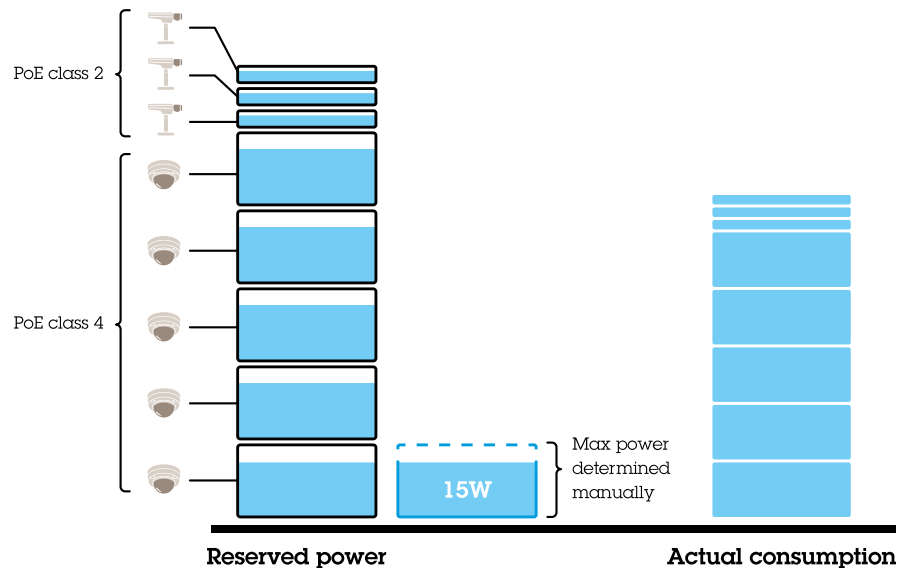 PoE class 2
PoE class 4
15W
Max power
determined
manually
Reserved power
Actual consumption